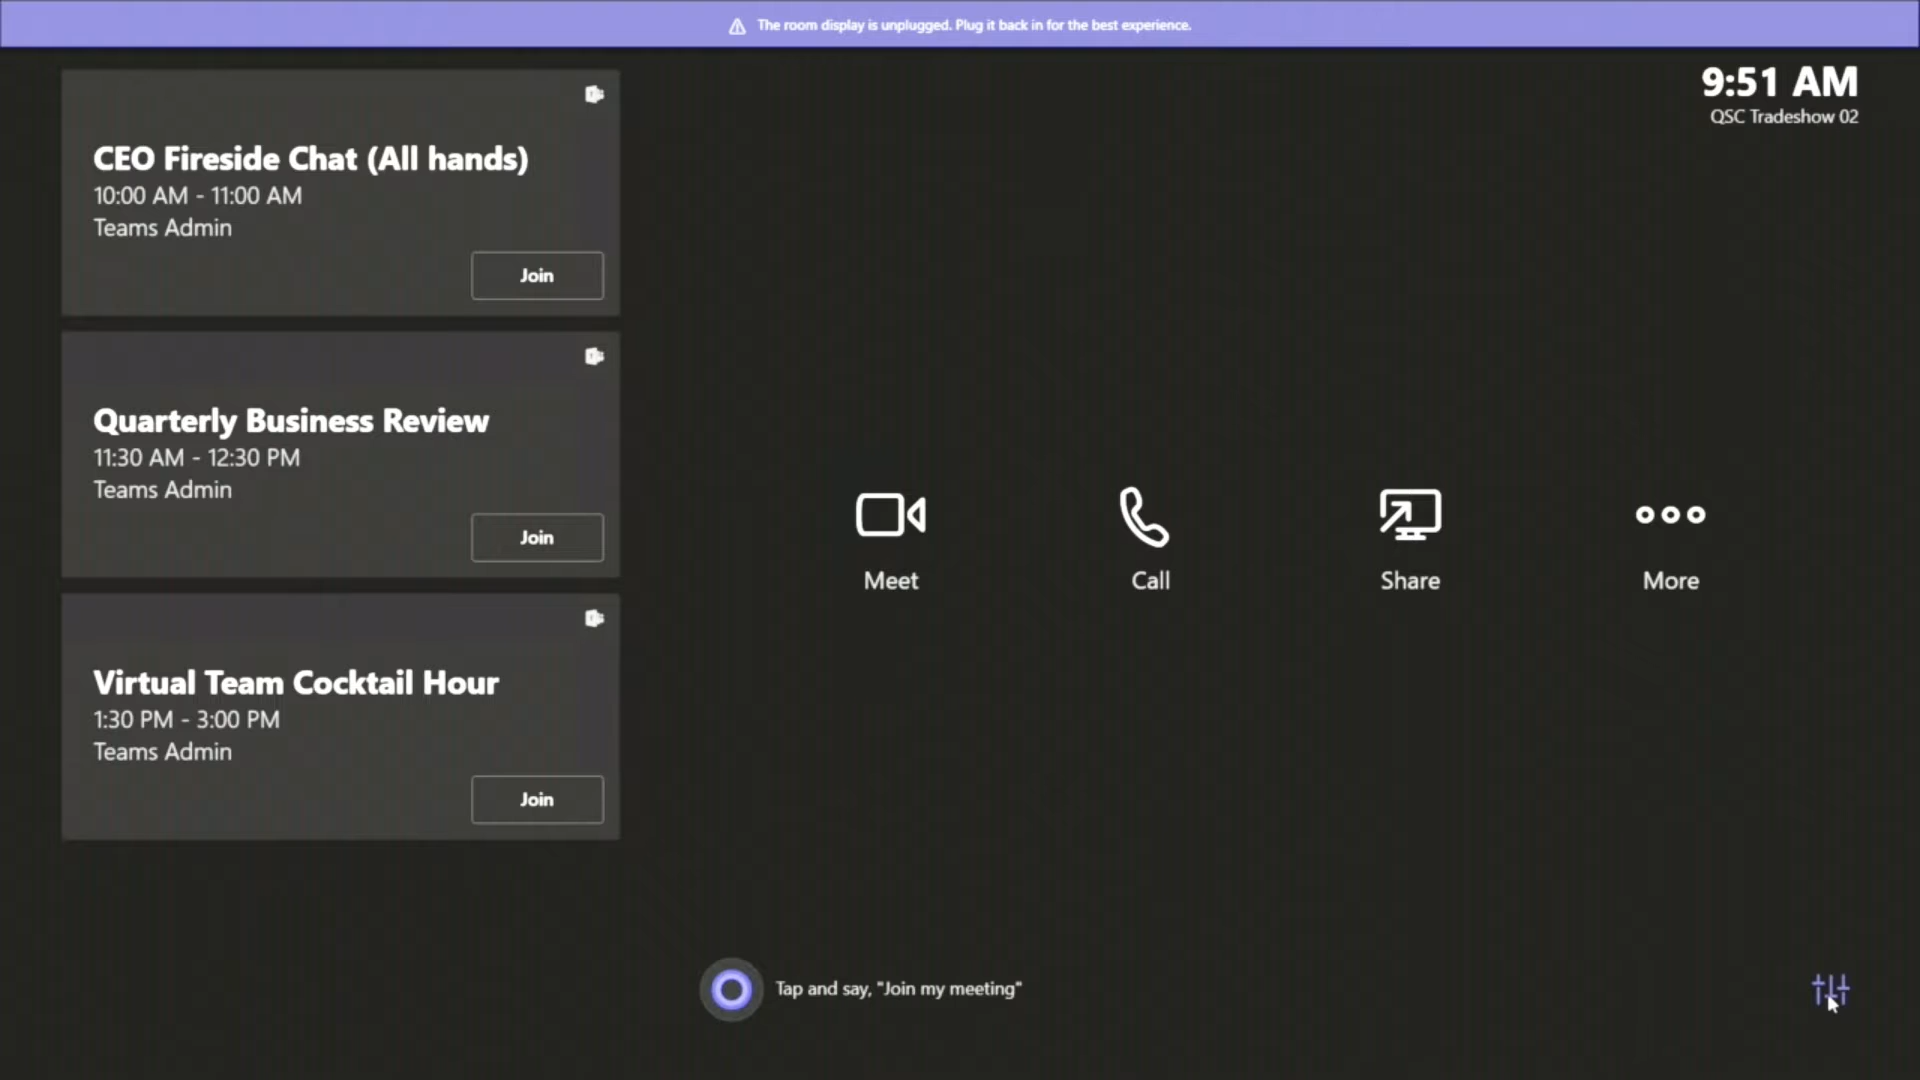 The room display is unplugged. Plug it back in for the best experience.
9:51 AM
QSC Tradeshow 02
CEO Fireside Chat (All hands)
10:00 AM - 11:00 AM
Teams Admin
Join
Quarterly Business Review
11:30 AM - 12:30 PM
Teams Admin
Join
Virtual Team Cocktail Hour
1:30 PM - 3:00 PM
Teams Admin
Join
Meet
Call
Share
More
Tap and say, "Join my meeting"